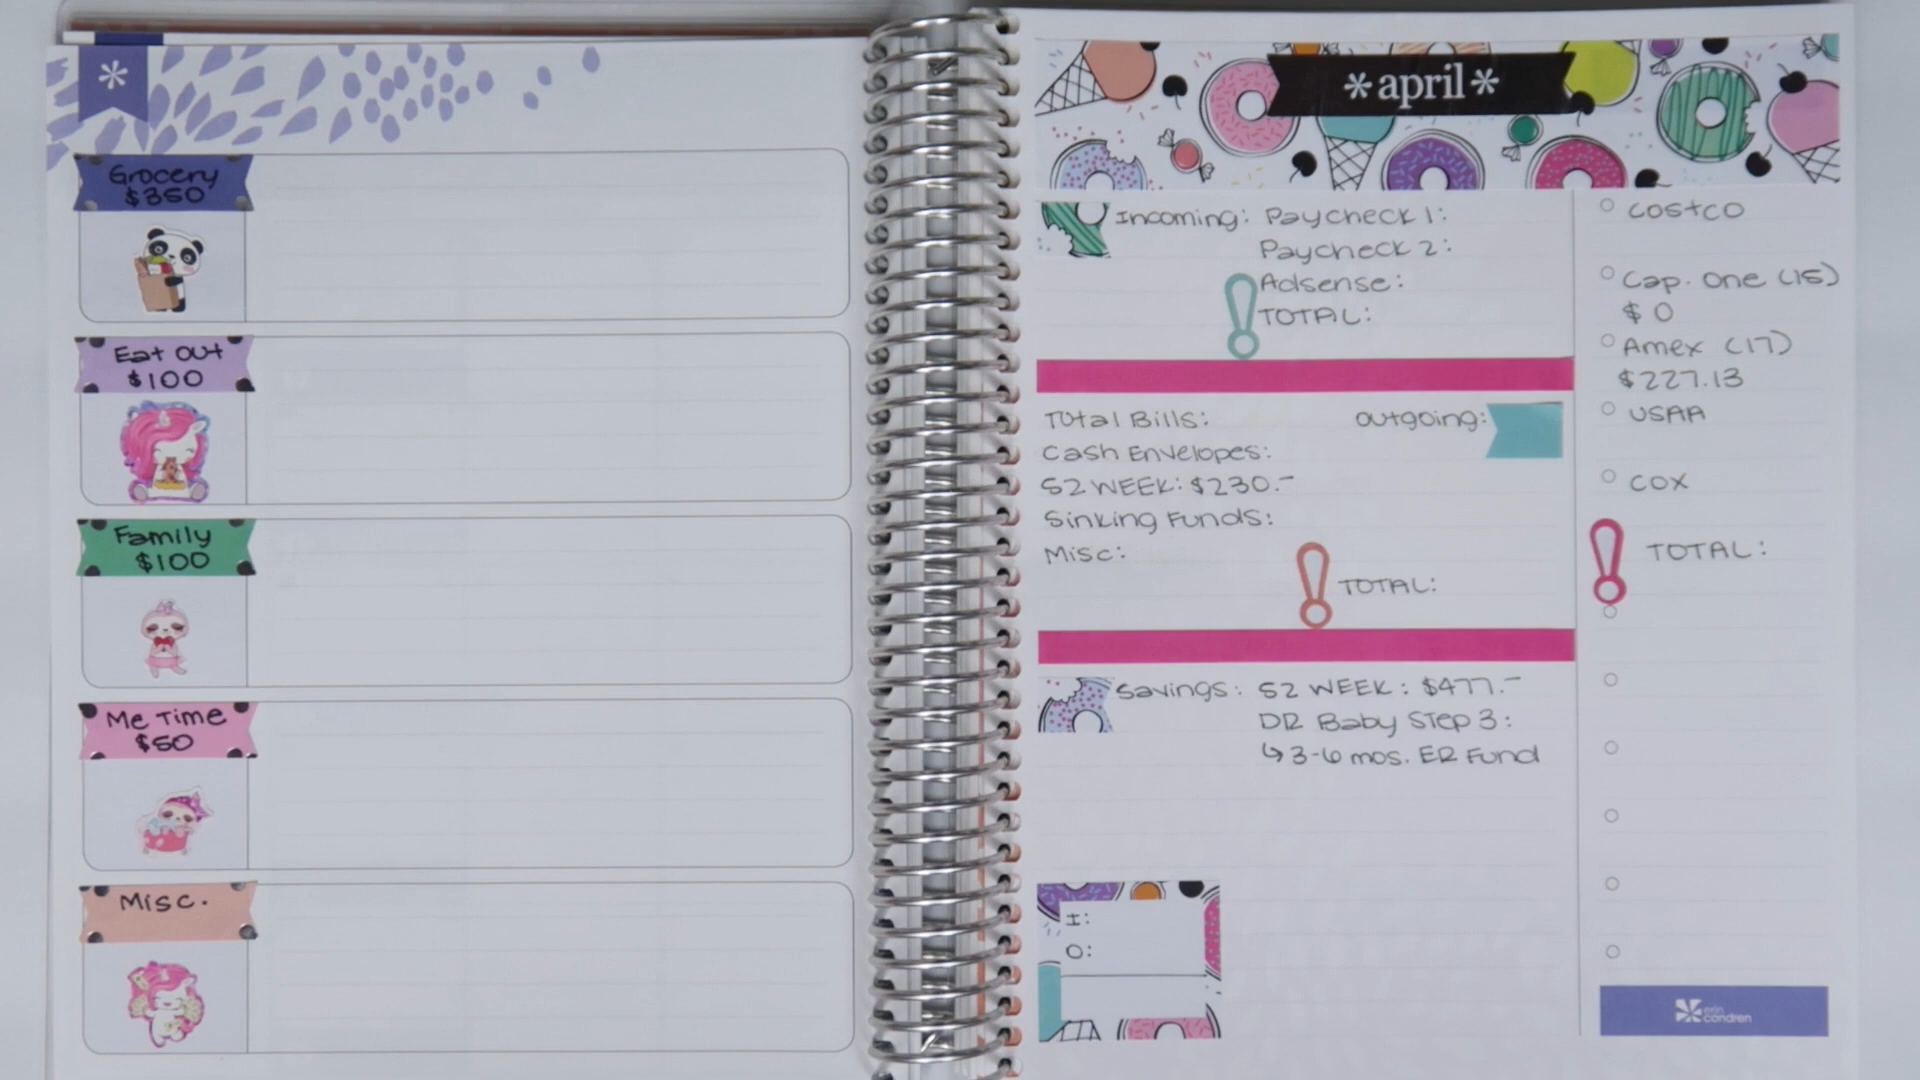 Grocery
$350
Eat Out
$100
Family
$100
Me Time
$50
Misc.
*april*
Incoming: Paycheck 1:
Paycheck 2:
Adsense:
TOTAL:
Total Bills:
Outgoing:
Cash Envelopes:
52 WEEK: $230.-
Sinking Funds:
Misc:
TOTAL:
Savings: 52 WEEK: $477.-
DR Baby Step 3:
↳ 3-6 mos. ER Fund
I:
O:
Costco
Cap. One (15)
$0
Amex (17)
$227.13
USAA
COX
TOTAL:
erin
condren